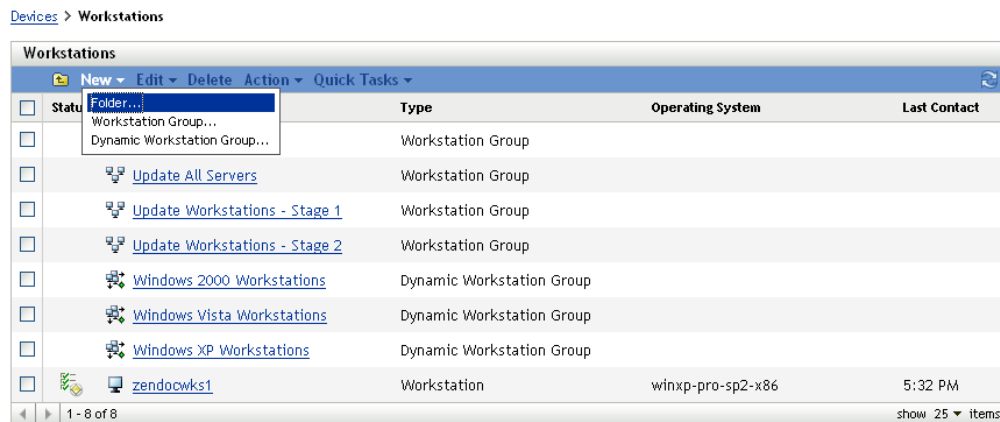 Devices > Workstations
Workstations
New Edit Delete Action Quick Tasks
Statu Type Operating System Last Contact
Folder...
Workstation Group...
Dynamic Workstation Group...
Workstation Group
Update All Servers Workstation Group
Update Workstations - Stage 1 Workstation Group
Update Workstations - Stage 2 Workstation Group
Windows 2000 Workstations Dynamic Workstation Group
Windows Vista Workstations Dynamic Workstation Group
Windows XP Workstations Dynamic Workstation Group
zendocwks1 Workstation winxp-pro-sp2-x86 5:32 PM
1 - 8 of 8 show 25 items